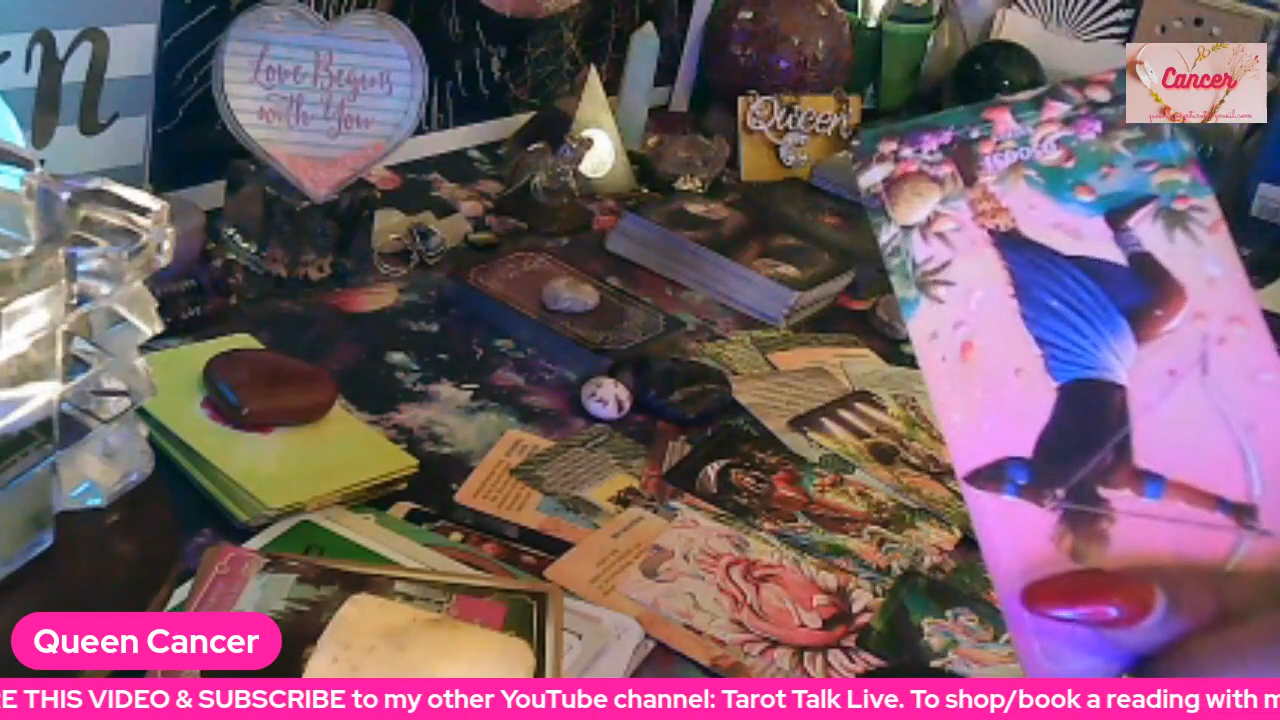 n
Love Begins
with You
Queen
Cancer
Queen Cancer
RE THIS VIDEO & SUBSCRIBE to my other YouTube channel: Tarot Talk Live. To shop/book a reading with m